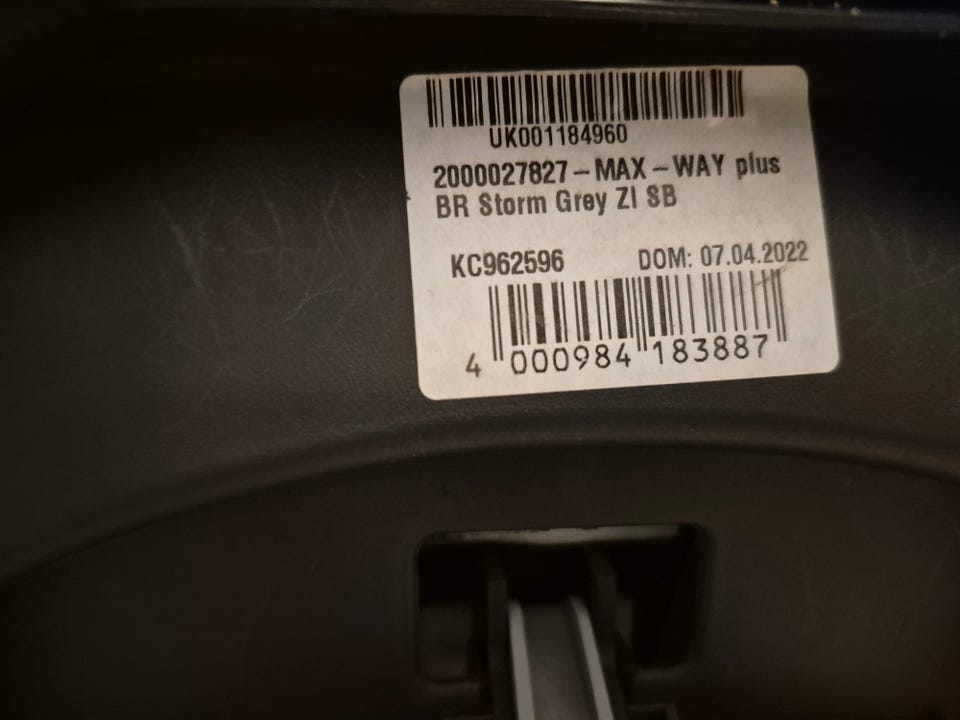 UK001184960
2000027827-MAX-WAY plus
BR Storm Grey ZI SB
KC962596 DOM: 07.04.2022
4 000984 183887